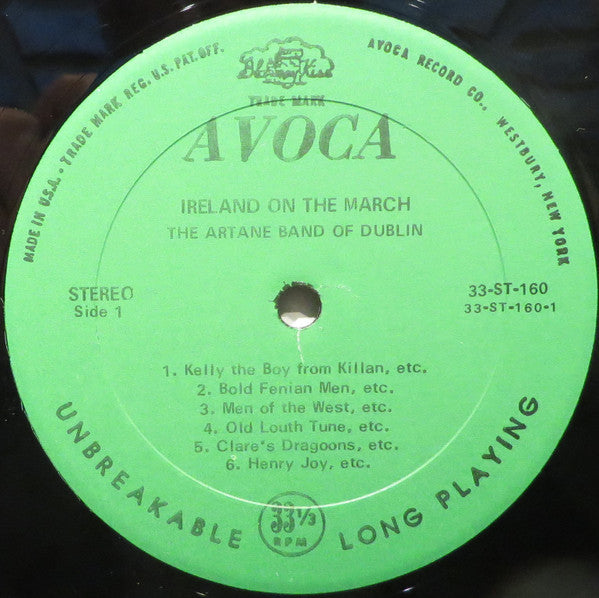 MADE IN U.S.A. • TRADE MARK REG. U.S. PAT. OFF.
Blarney Kiss
AVOCA RECORD CO., WESTBURY, NEW YORK
TRADE MARK
AVOCA
IRELAND ON THE MARCH
THE ARTANE BAND OF DUBLIN
STEREO
Side 1
33-ST-160
33-ST-160-1
1. Kelly the Boy from Killan, etc.
2. Bold Fenian Men, etc.
3. Men of the West, etc.
4. Old Louth Tune, etc.
5. Clare's Dragoons, etc.
6. Henry Joy, etc.
UNBREAKABLE
33 1/3
RPM
LONG PLAYING